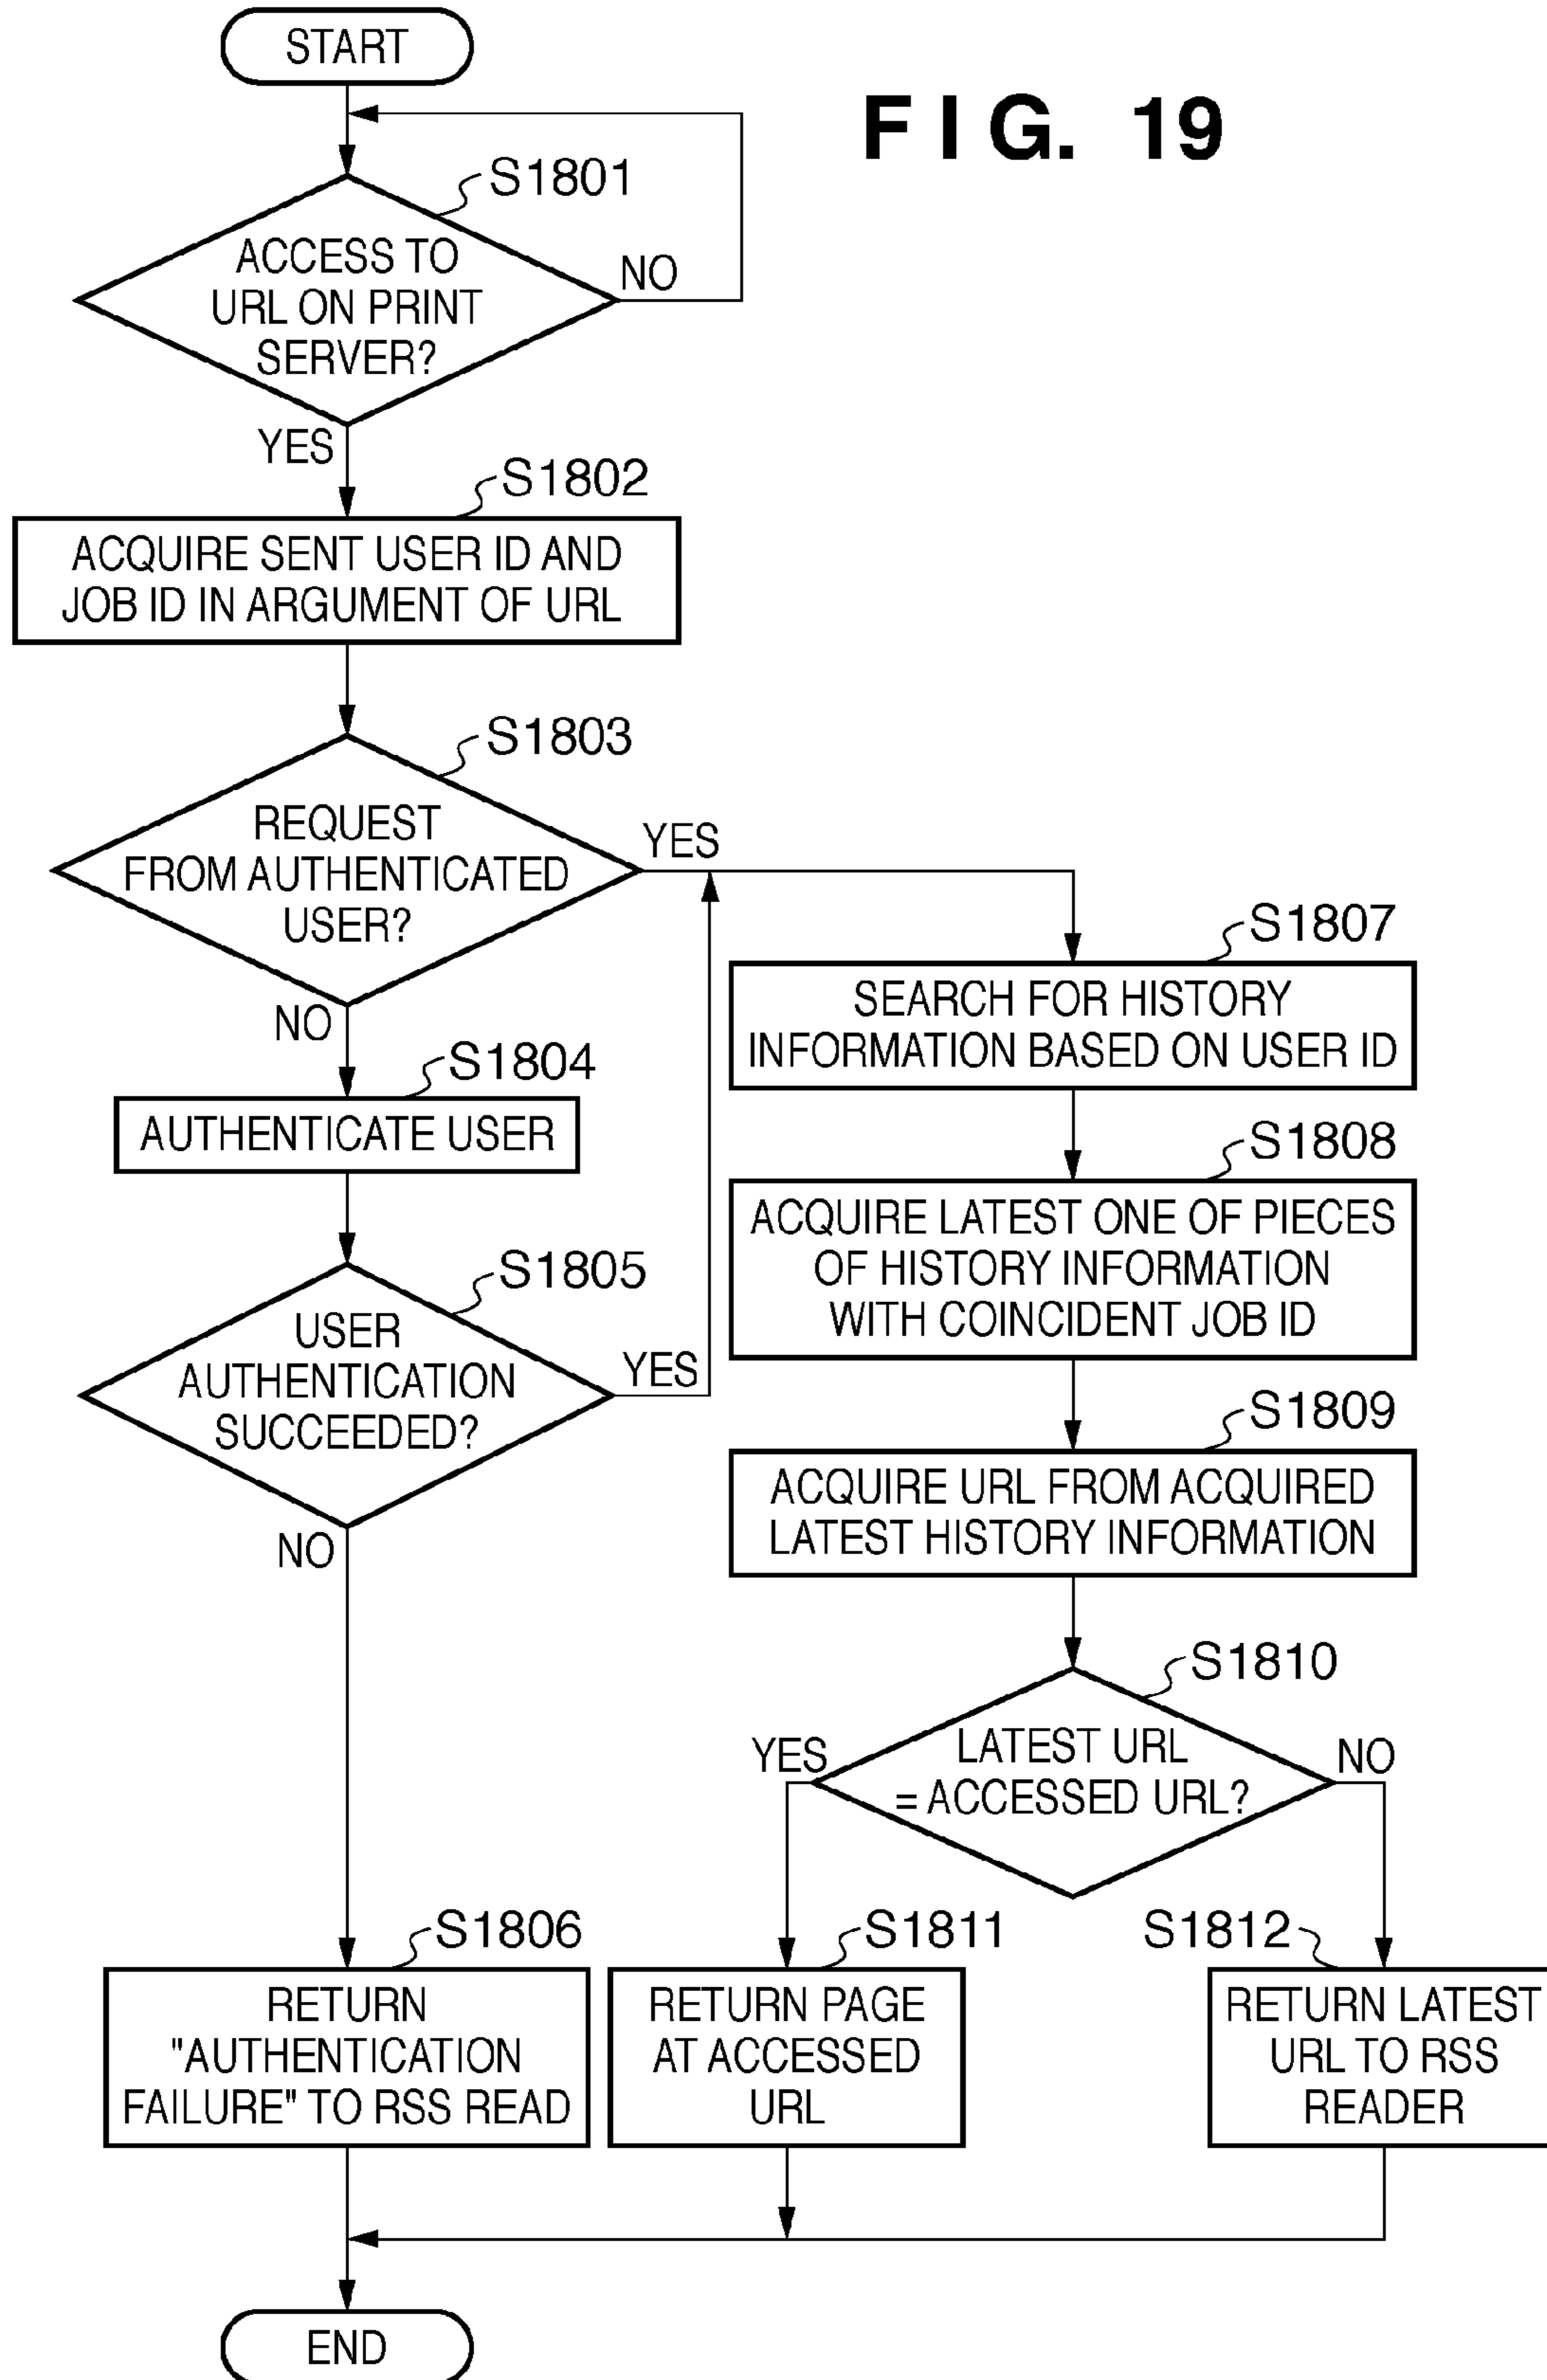 START
FIG. 19
S1801
ACCESS TO
URL ON PRINT
SERVER?
NO
YES
S1802
ACQUIRE SENT USER ID AND
JOB ID IN ARGUMENT OF URL
S1803
REQUEST
FROM AUTHENTICATED
USER?
YES
NO
S1804
AUTHENTICATE USER
S1805
USER
AUTHENTICATION
SUCCEEDED?
YES
NO
S1806
RETURN
"AUTHENTICATION
FAILURE" TO RSS READ
S1807
SEARCH FOR HISTORY
INFORMATION BASED ON USER ID
S1808
ACQUIRE LATEST ONE OF PIECES
OF HISTORY INFORMATION
WITH COINCIDENT JOB ID
S1809
ACQUIRE URL FROM ACQUIRED
LATEST HISTORY INFORMATION
S1810
LATEST URL
= ACCESSED URL?
YES
NO
S1811
RETURN PAGE
AT ACCESSED
URL
S1812
RETURN LATEST
URL TO RSS
READER
END